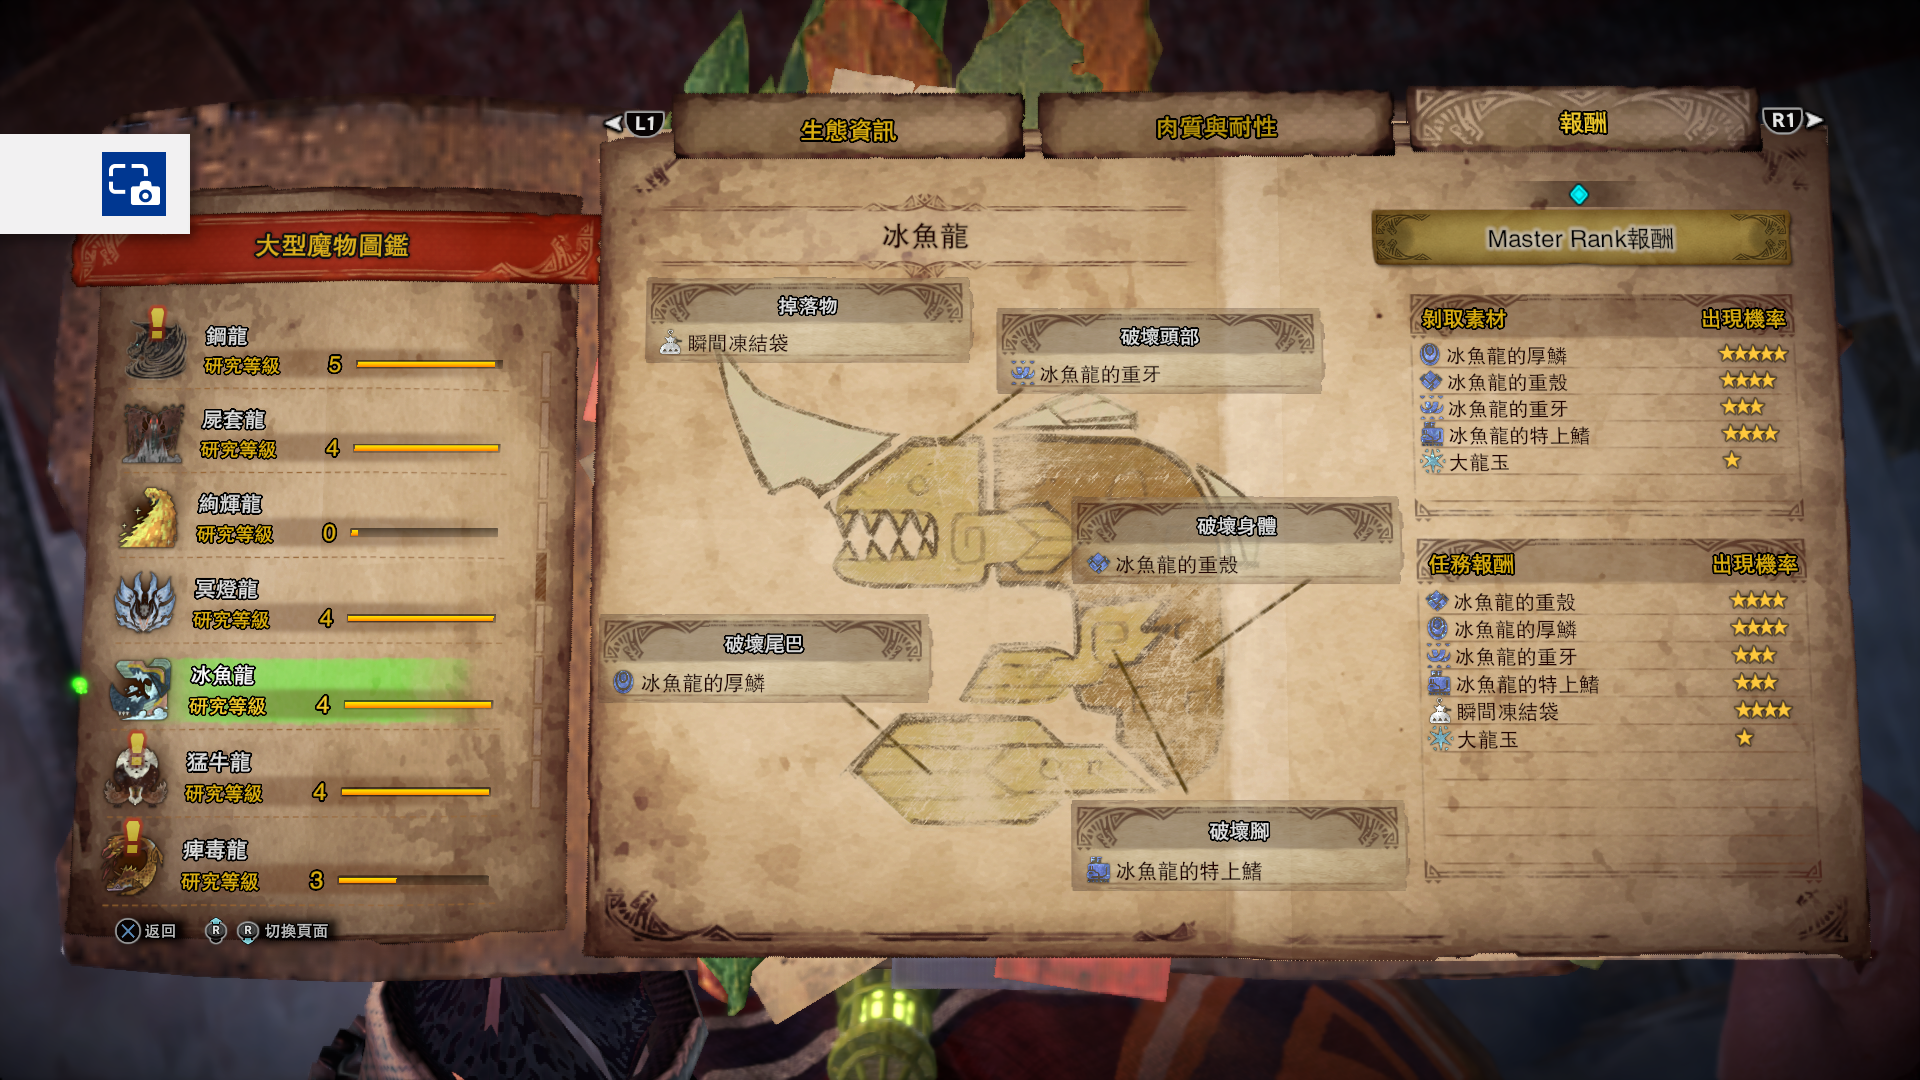 L1
生態資訊
肉質與耐性
報酬
R1
大型魔物圖鑑
鋼龍
研究等級 5
屍套龍
研究等級 4
絢輝龍
研究等級 0
冥燈龍
研究等級 4
冰魚龍
研究等級 4
猛牛龍
研究等級 4
痺毒龍
研究等級 3
返回 R R 切換頁面
冰魚龍
掉落物
瞬間凍結袋
破壞頭部
冰魚龍的重牙
破壞身體
冰魚龍的重殼
破壞尾巴
冰魚龍的厚鱗
破壞腳
冰魚龍的特上鰭
Master Rank報酬
剝取素材 出現機率
冰魚龍的厚鱗 ★★★★★
冰魚龍的重殼 ★★★★
冰魚龍的重牙 ★★★
冰魚龍的特上鰭 ★★★★
大龍玉 ★
任務報酬 出現機率
冰魚龍的重殼 ★★★★
冰魚龍的厚鱗 ★★★★
冰魚龍的重牙 ★★★
冰魚龍的特上鰭 ★★★
瞬間凍結袋 ★★★★
大龍玉 ★